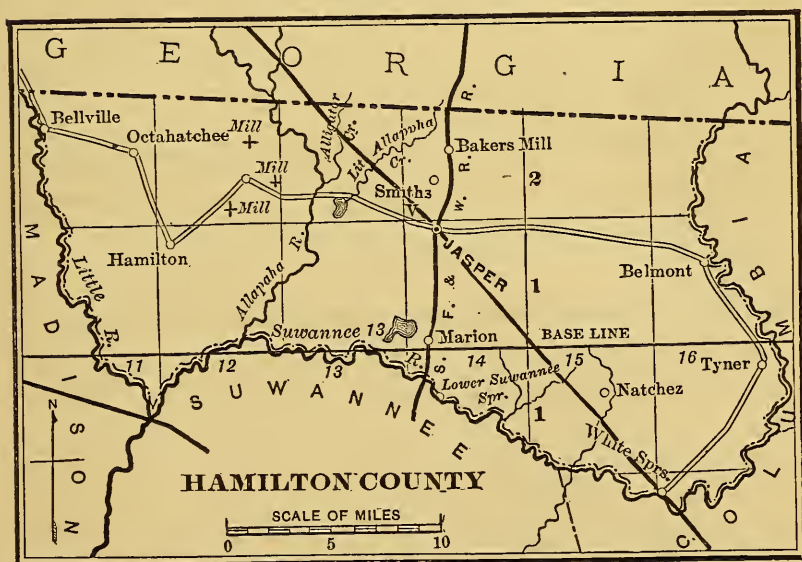 GEORGIA
Bellville
Octahatchee
Mill
Mill
Mill
Alligator Cr.
Lit Allapvha Cr.
Bakers Mill
Smiths
2
S. F. & W. R. R.
V
JASPER
Hamilton
Allapaha R.
Little R.
MADISON
Belmont
1
COLUMBIA
Suwannee R.
13
Marion
BASE LINE
11
12
13
14
15
16
Tyner
Lower Suwannee
Spr.
1
Natchez
SUWANNEE
White Sprs.
N
HAMILTON COUNTY
SCALE OF MILES
0 5 10